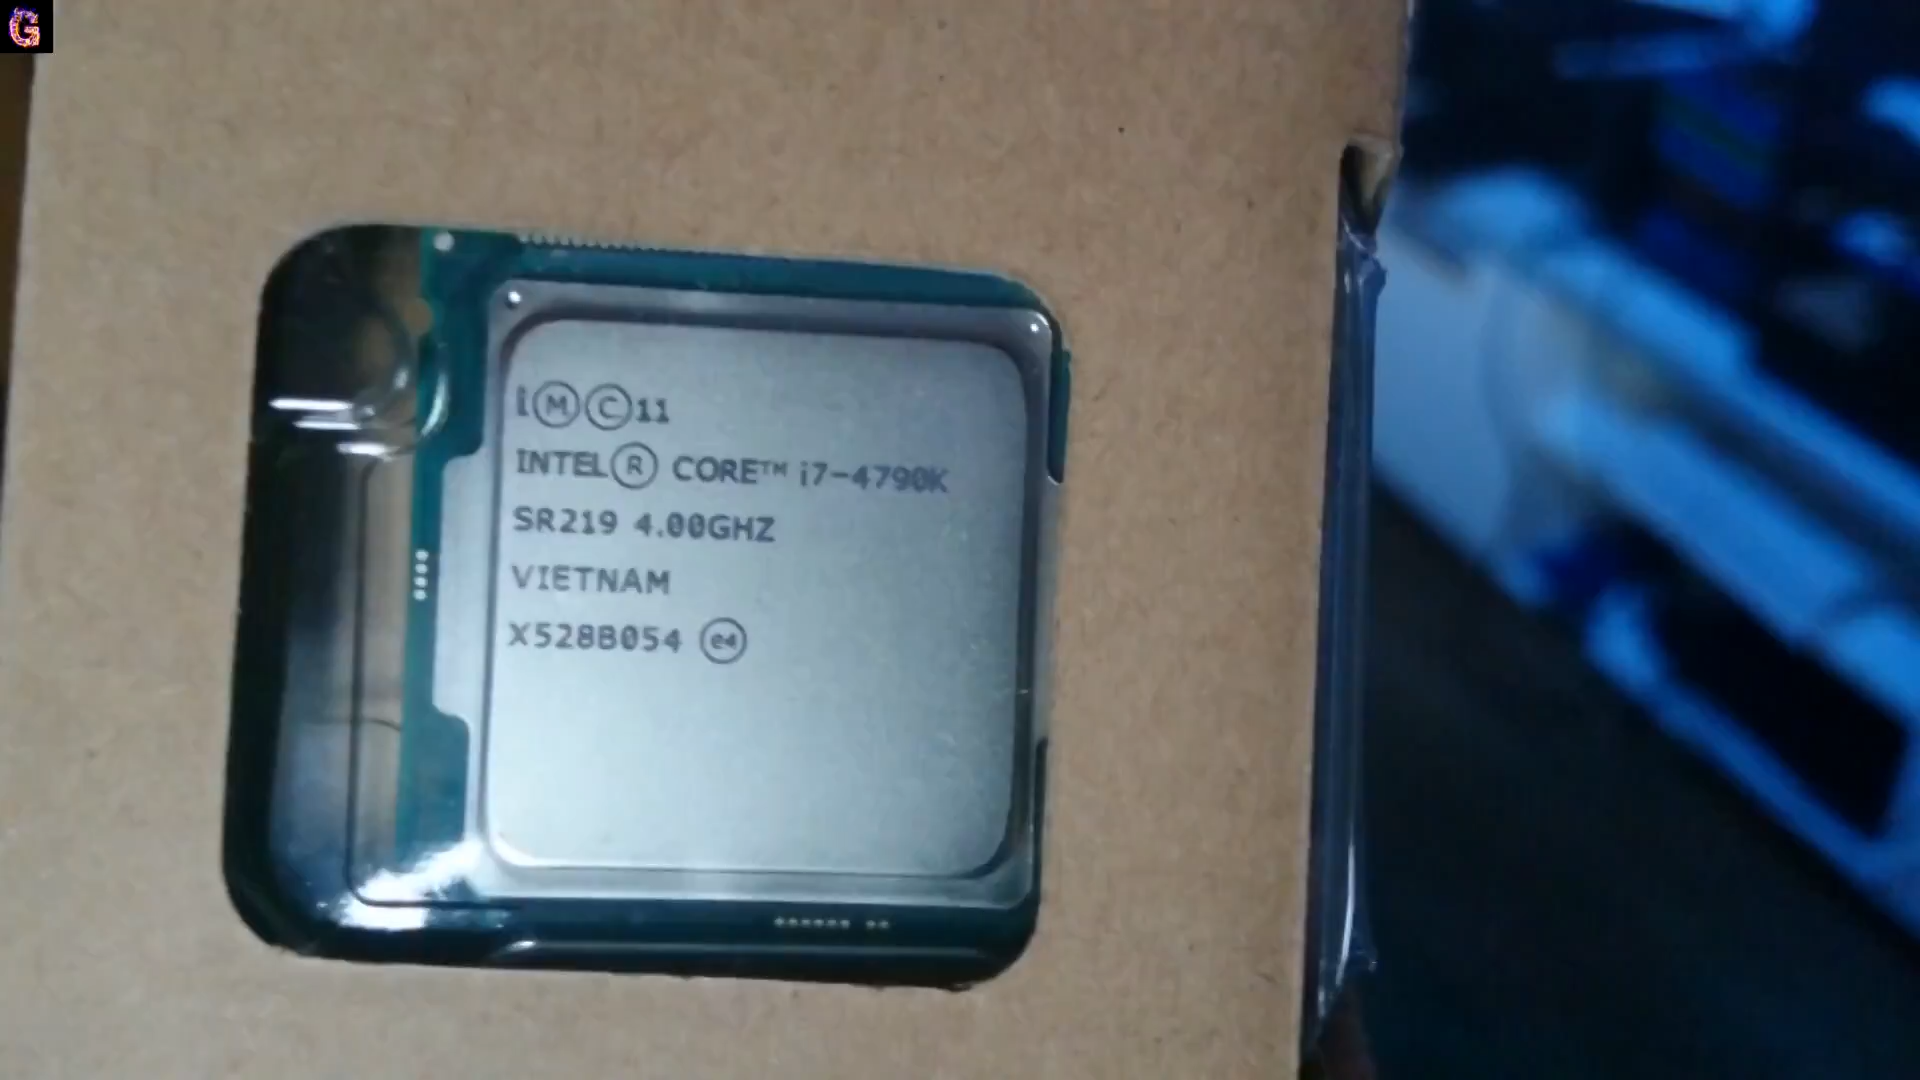 G
i Ⓜ Ⓒ 11
INTEL® CORE™ i7-4790K
SR219 4.00GHZ
VIETNAM
X528B054 e4